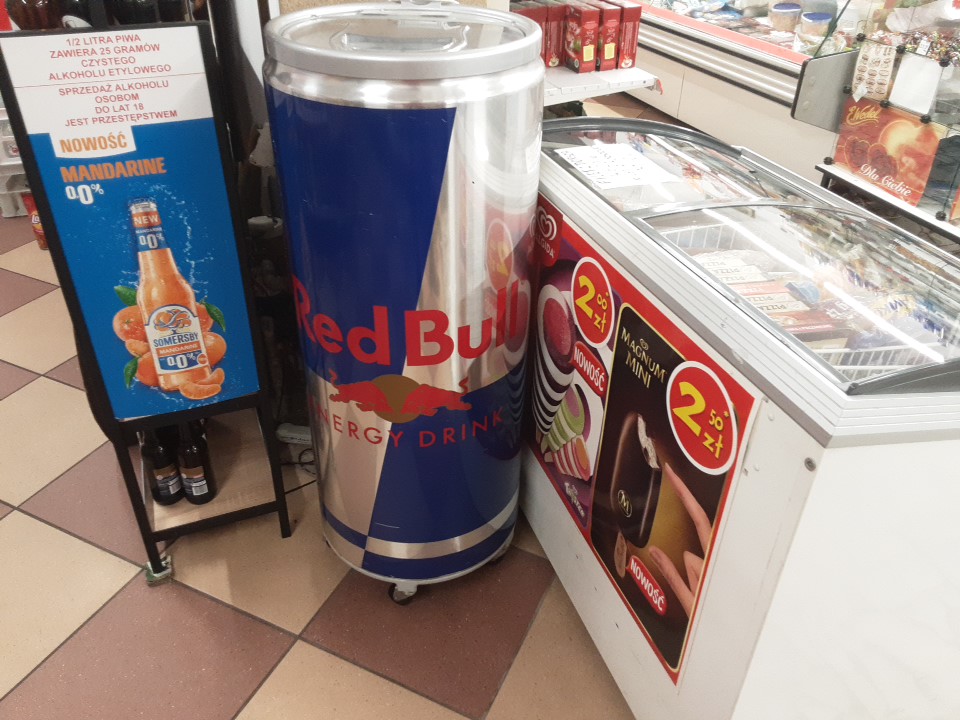 1/2 LITRA PIWA
ZAWIERA 25 GRAMÓW
CZYSTEGO
ALKOHOLU ETYLOWEGO
SPRZEDAŻ ALKOHOLU
OSOBOM
DO LAT 18
JEST PRZESTĘPSTWEM
NOWOŚĆ
MANDARINE
0,0%
NEW
0,0%
SOMERSBY
MANDARINE
0,0%
Red Bull
ENERGY DRINK
2 00* zł
NOWOŚĆ
MAGNUM
MINI
2 50* zł
M
NOWOŚĆ
Wedel
Dla Ciebie